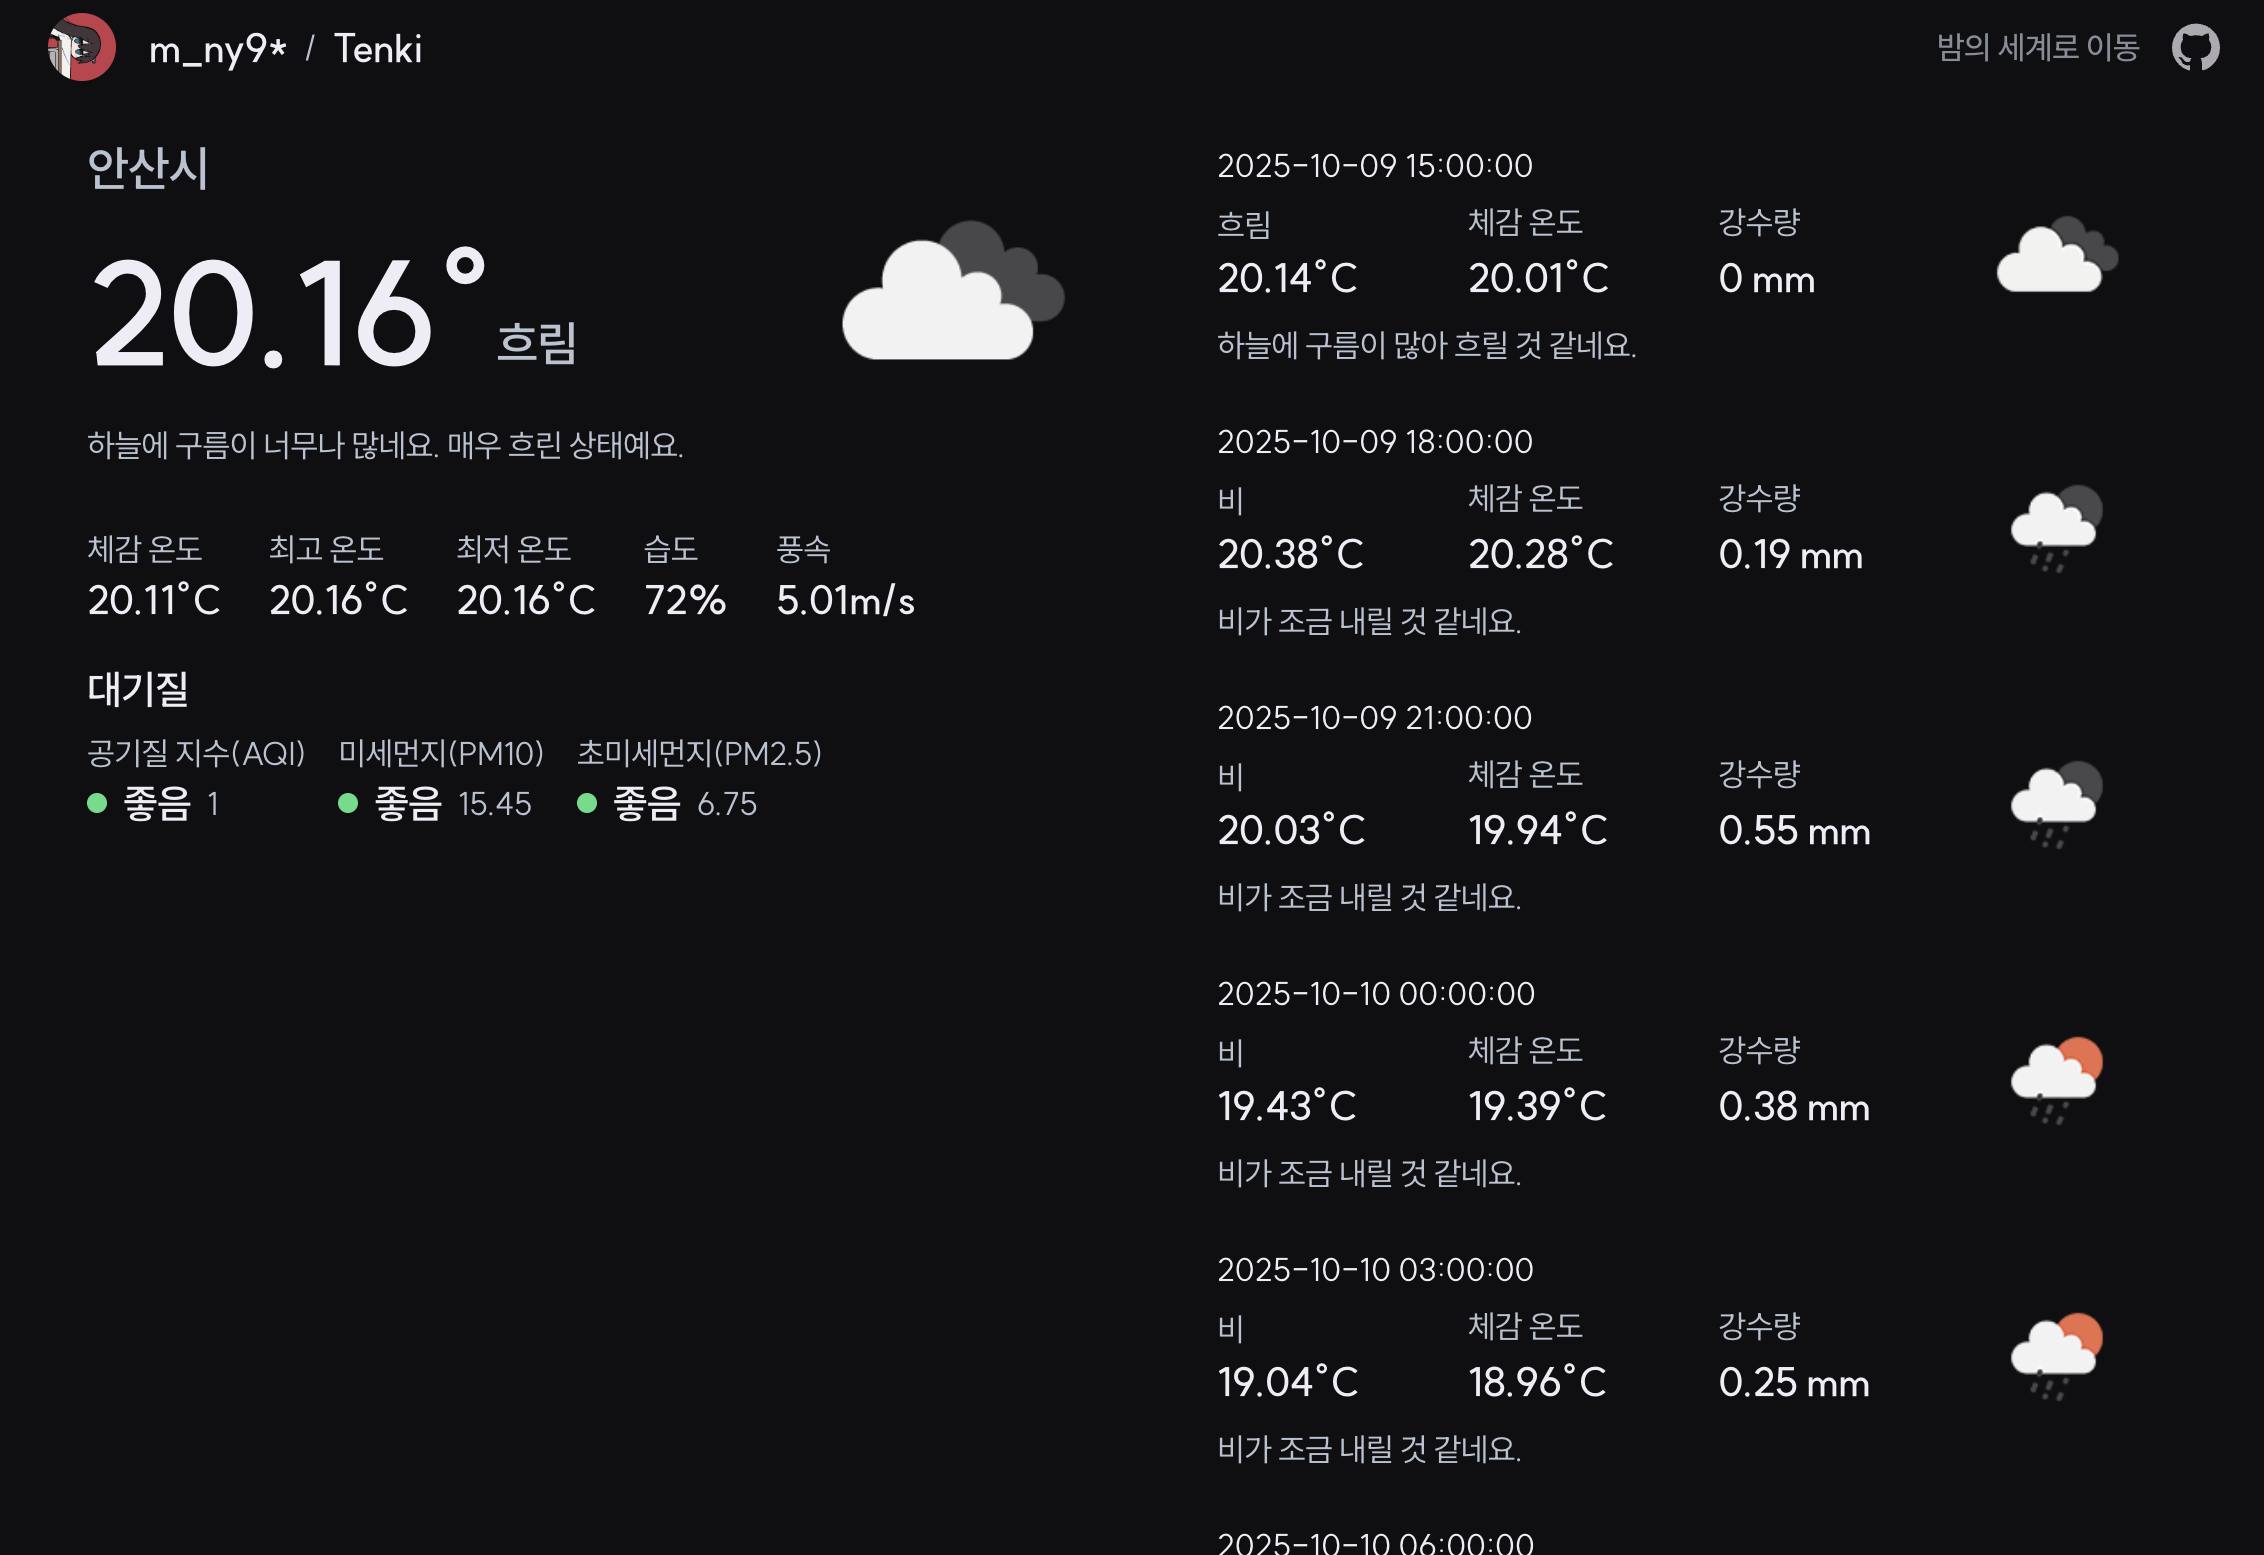 m_ny9* / Tenki
밤의 세계로 이동
안산시
20.16° 흐림
하늘에 구름이 너무나 많네요. 매우 흐린 상태예요.
체감 온도 최고 온도 최저 온도 습도 풍속
20.11°C 20.16°C 20.16°C 72% 5.01m/s
대기질
공기질 지수(AQI) 미세먼지(PM10) 초미세먼지(PM2.5)
좋음 1 좋음 15.45 좋음 6.75
2025-10-09 15:00:00
흐림 체감 온도 강수량
20.14°C 20.01°C 0 mm
하늘에 구름이 많아 흐릴 것 같네요.
2025-10-09 18:00:00
비 체감 온도 강수량
20.38°C 20.28°C 0.19 mm
비가 조금 내릴 것 같네요.
2025-10-09 21:00:00
비 체감 온도 강수량
20.03°C 19.94°C 0.55 mm
비가 조금 내릴 것 같네요.
2025-10-10 00:00:00
비 체감 온도 강수량
19.43°C 19.39°C 0.38 mm
비가 조금 내릴 것 같네요.
2025-10-10 03:00:00
비 체감 온도 강수량
19.04°C 18.96°C 0.25 mm
비가 조금 내릴 것 같네요.
2025-10-10 06:00:00